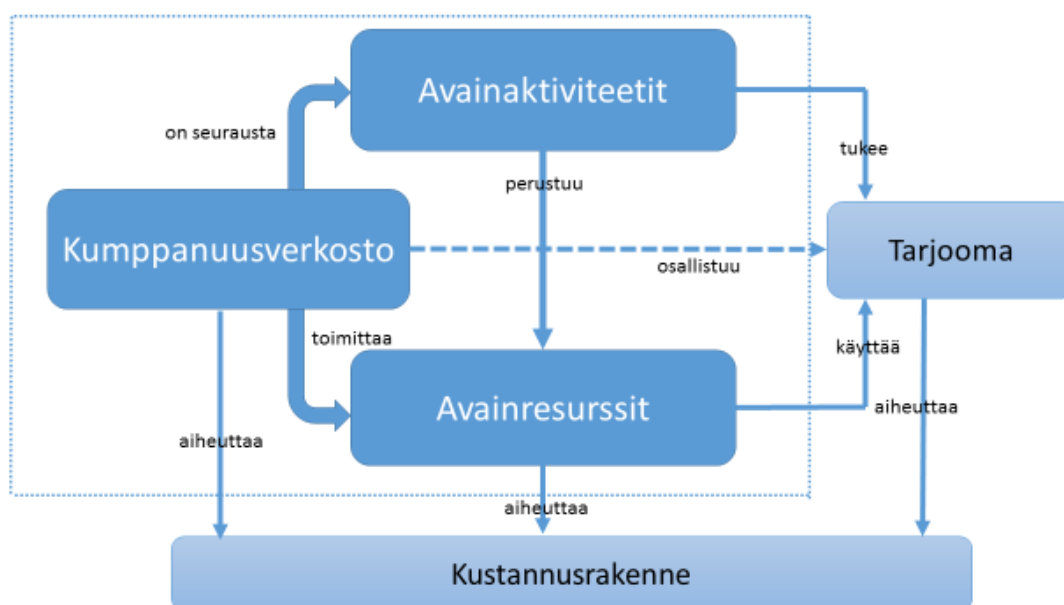 Avainaktiviteetit
on seurausta
tukee
perustuu
Kumppanuusverkosto
osallistuu
Tarjooma
toimittaa
käyttää
Avainresurssit
aiheuttaa
aiheuttaa
aiheuttaa
Kustannusrakenne